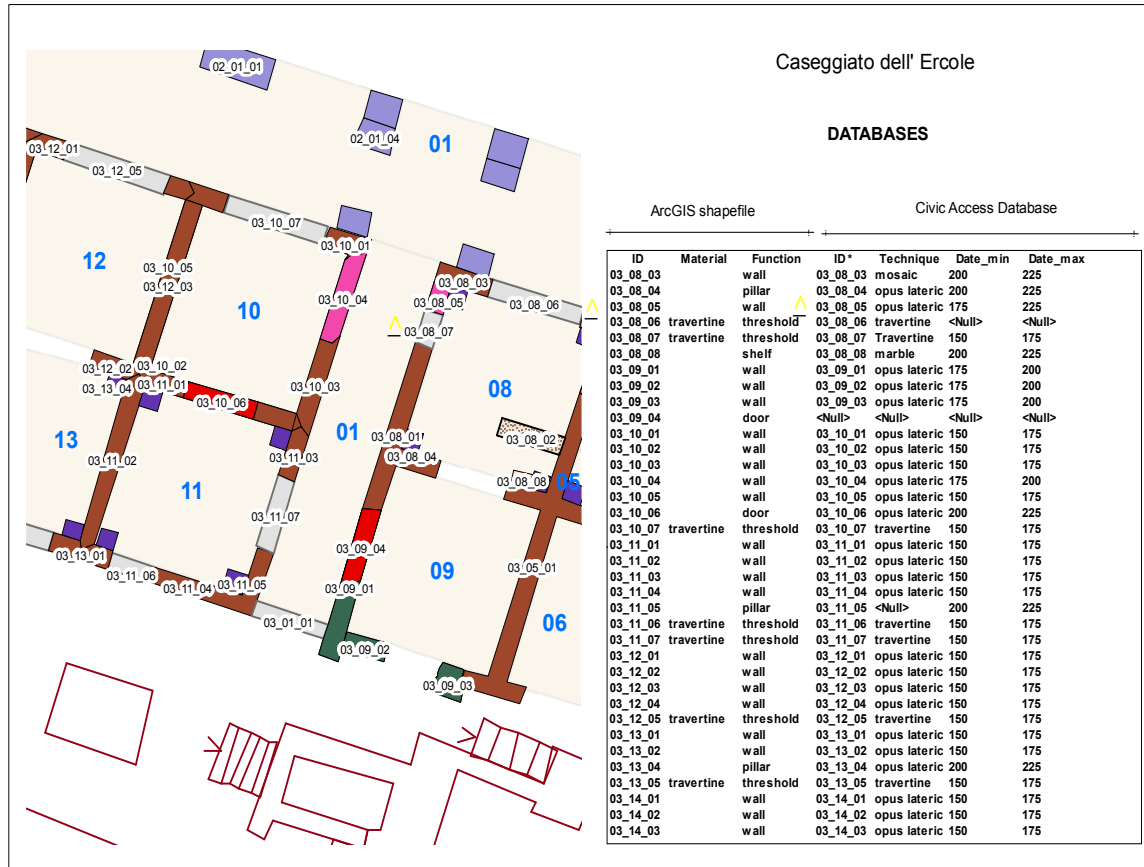 02_01_01
02_01_04
01
03_12_01
03_12_05
03_10_07
03_10_01
12
03_10_05
03_12_03
10
03_10_04
03_08_03
03_08_05
03_08_06
03_08_07
03_12_02
03_10_02
03_13_04
03_11_01
03_10_06
03_10_03
08
01
03_08_01
03_08_02
03_08_04
13
03_11_02
03_11_03
03_08_08
05
11
03_11_07
03_09_04
09
03_05_01
03_13_01
03_11_06
03_11_04
03_11_05
03_09_01
03_01_01
06
03_09_02
03_09_03
Caseggiato dell' Ercole
DATABASES
ArcGIS shapefile Civic Access Database
ID Material Function ID* Technique Date_min Date_max
03_08_03 wall 03_08_03 mosaic 200 225
03_08_04 pillar 03_08_04 opus lateric 200 225
03_08_05 wall 03_08_05 opus lateric 175 225
03_08_06 travertine threshold 03_08_06 travertine <Null> <Null>
03_08_07 travertine threshold 03_08_07 Travertine 150 175
03_08_08 shelf 03_08_08 marble 200 225
03_09_01 wall 03_09_01 opus lateric 175 200
03_09_02 wall 03_09_02 opus lateric 175 200
03_09_03 wall 03_09_03 opus lateric 175 200
03_09_04 door <Null> <Null> <Null> <Null>
03_10_01 wall 03_10_01 opus lateric 150 175
03_10_02 wall 03_10_02 opus lateric 150 175
03_10_03 wall 03_10_03 opus lateric 150 175
03_10_04 wall 03_10_04 opus lateric 175 200
03_10_05 wall 03_10_05 opus lateric 150 175
03_10_06 door 03_10_06 opus lateric 200 225
03_10_07 travertine threshold 03_10_07 travertine 150 175
03_11_01 wall 03_11_01 opus lateric 150 175
03_11_02 wall 03_11_02 opus lateric 150 175
03_11_03 wall 03_11_03 opus lateric 150 175
03_11_04 wall 03_11_04 opus lateric 150 175
03_11_05 pillar 03_11_05 <Null> 200 225
03_11_06 travertine threshold 03_11_06 travertine 150 175
03_11_07 travertine threshold 03_11_07 travertine 150 175
03_12_01 wall 03_12_01 opus lateric 150 175
03_12_02 wall 03_12_02 opus lateric 150 175
03_12_03 wall 03_12_03 opus lateric 150 175
03_12_04 wall 03_12_04 opus lateric 150 175
03_12_05 travertine threshold 03_12_05 travertine 150 175
03_13_01 wall 03_13_01 opus lateric 150 175
03_13_02 wall 03_13_02 opus lateric 150 175
03_13_04 pillar 03_13_04 opus lateric 200 225
03_13_05 travertine threshold 03_13_05 travertine 150 175
03_14_01 wall 03_14_01 opus lateric 150 175
03_14_02 wall 03_14_02 opus lateric 150 175
03_14_03 wall 03_14_03 opus lateric 150 175